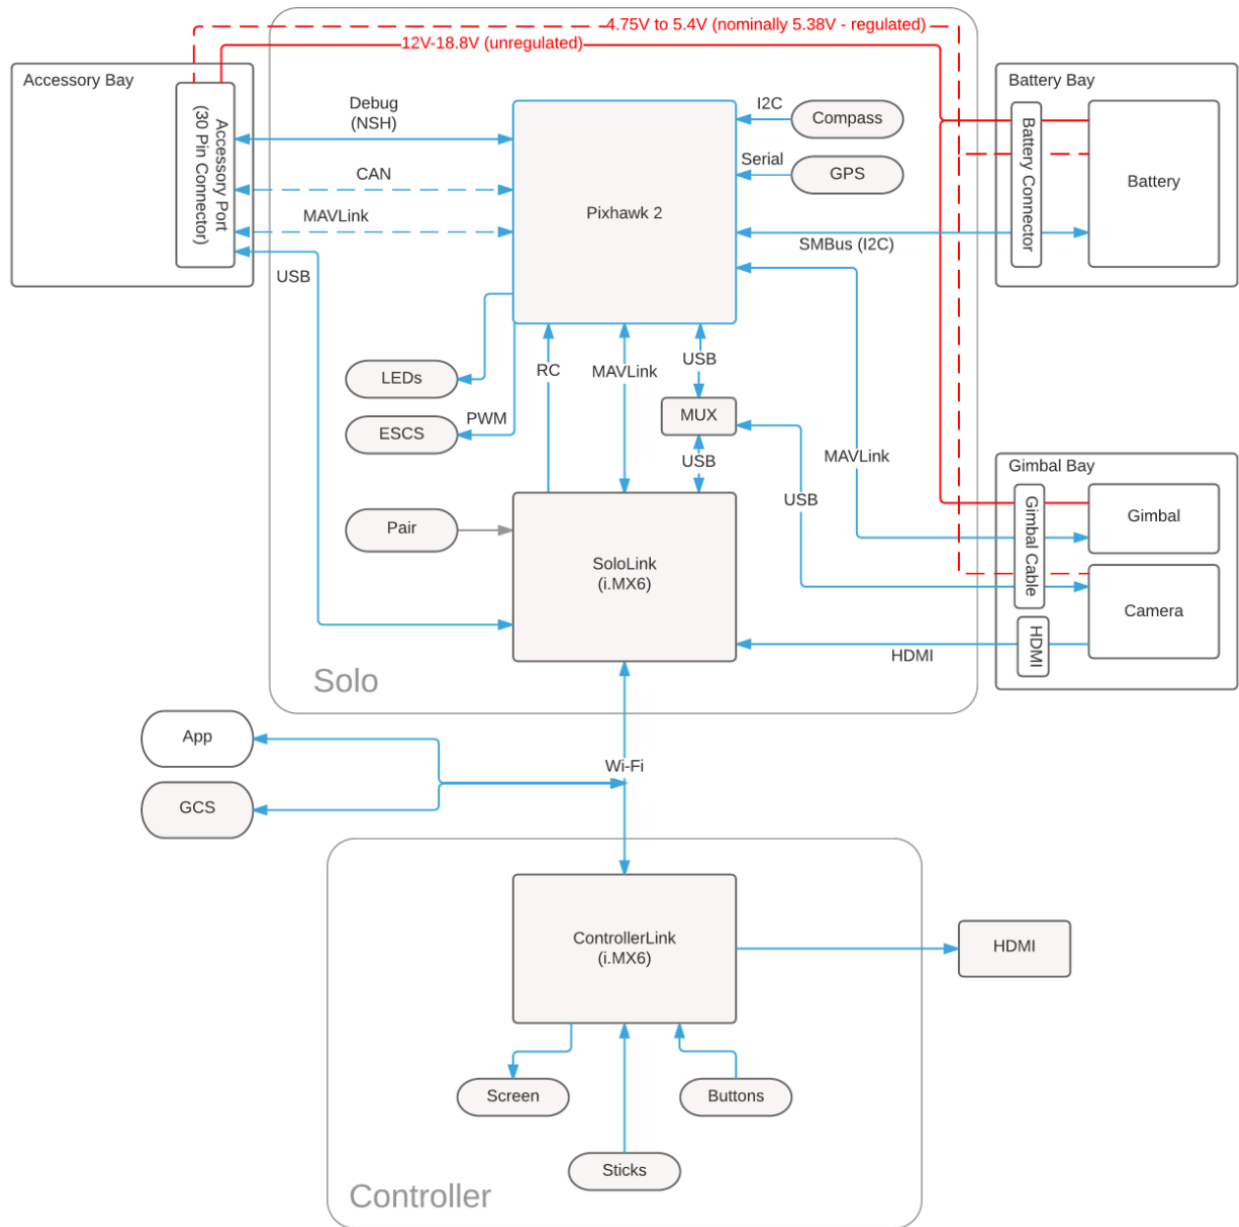 4.75V to 5.4V (nominally 5.38V - regulated)
12V-18.8V (unregulated)
Accessory Bay
Accessory Port
(30 Pin Connector)
Debug
(NSH)
CAN
MAVLink
USB
Pixhawk 2
I2C
Compass
Serial
GPS
SMBus (I2C)
Battery Bay
Battery Connector
Battery
LEDs
ESCS
PWM
RC
MAVLink
USB
MUX
USB
MAVLink
USB
Pair
SoloLink
(i.MX6)
Gimbal Bay
Gimbal Cable
Gimbal
Camera
HDMI
HDMI
Solo
App
GCS
Wi-Fi
ControllerLink
(i.MX6)
HDMI
Screen
Buttons
Sticks
Controller